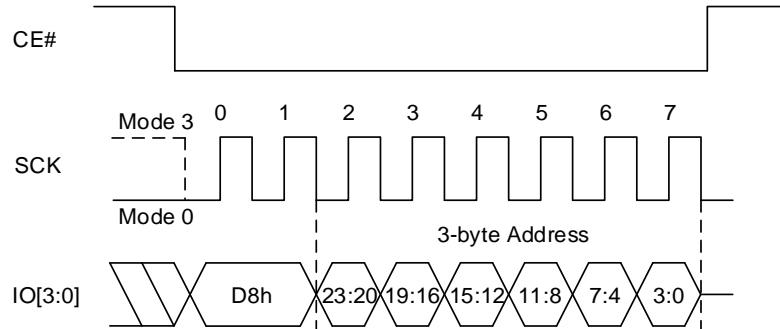 CE#
0 1 2 3 4 5 6 7
Mode 3
SCK
Mode 0
3-byte Address
IO[3:0] D8h 23:20 19:16 15:12 11:8 7:4 3:0